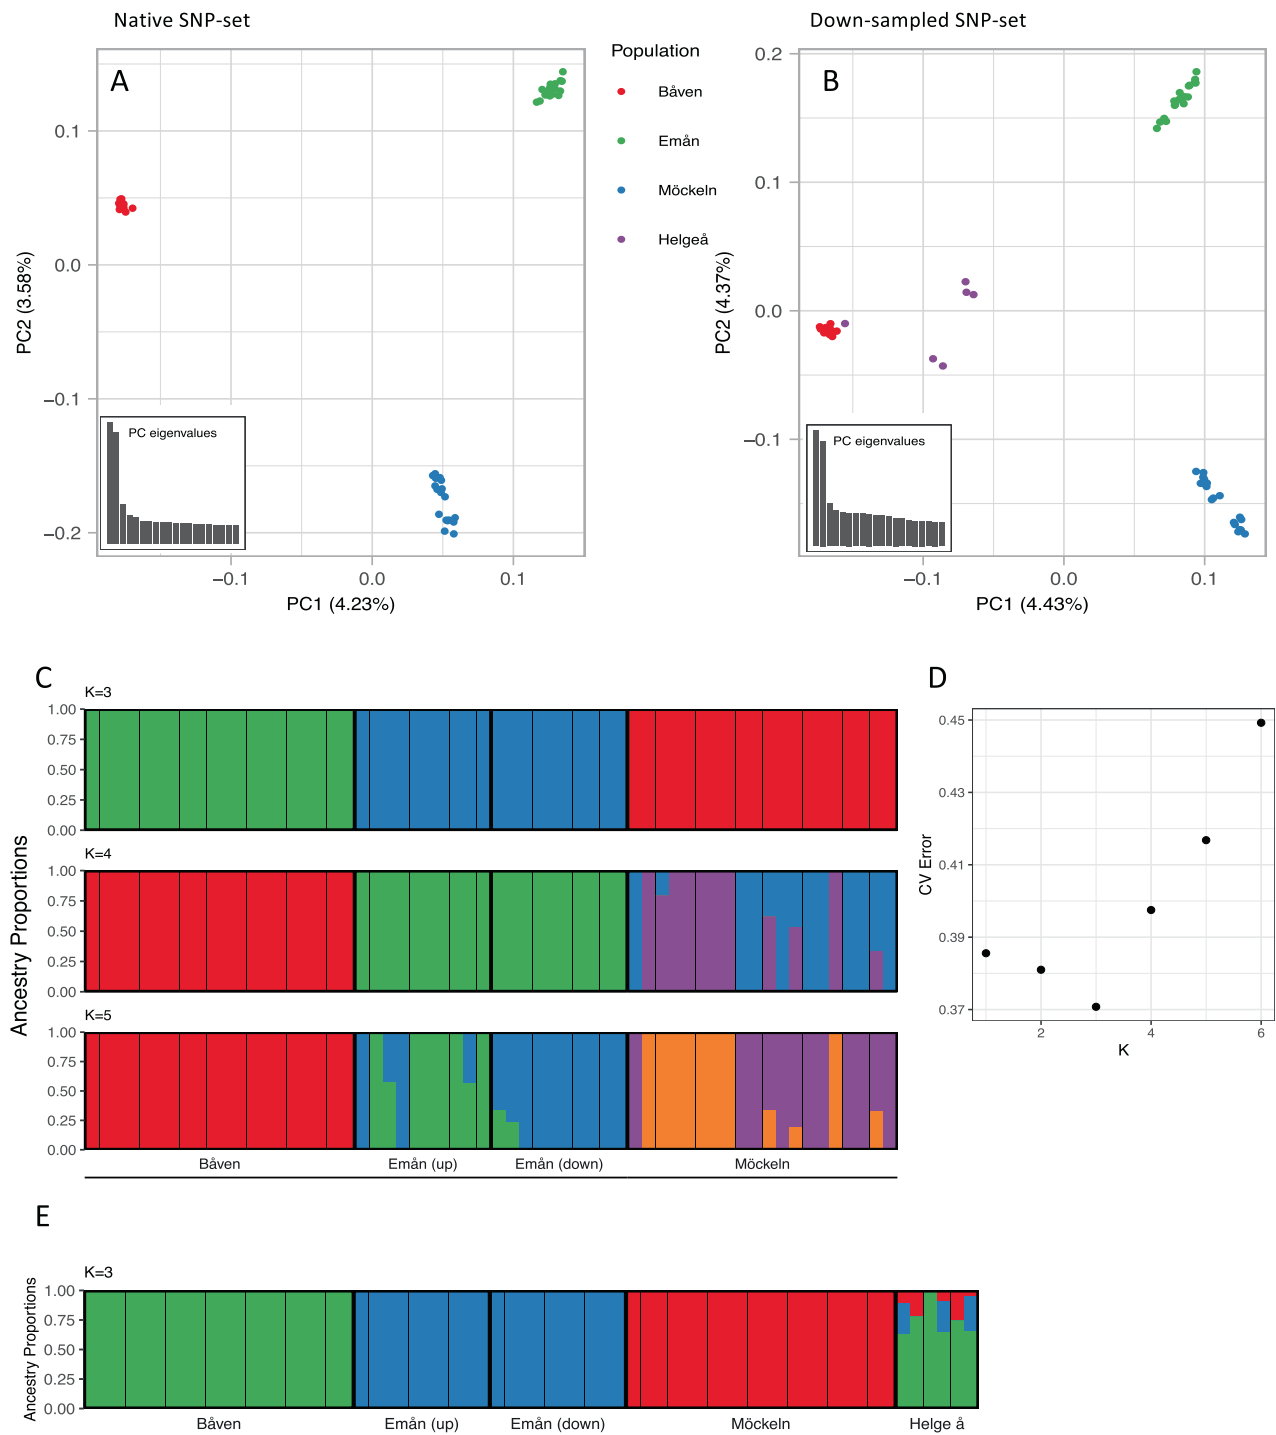 Native SNP-set
Down-sampled SNP-set
A
0.1
0.0
−0.1
−0.2
PC2 (3.58%)
PC eigenvalues
−0.1
0.0
0.1
PC1 (4.23%)
Population
Båven
Emån
Möckeln
Helgeå
B
0.2
0.1
0.0
−0.1
PC2 (4.37%)
PC eigenvalues
−0.1
0.0
0.1
PC1 (4.43%)
C
K=3
1.00
0.75
0.50
0.25
0.00
K=4
1.00
0.75
0.50
0.25
0.00
K=5
1.00
0.75
0.50
0.25
0.00
Ancestry Proportions
Båven
Emån (up)
Emån (down)
Möckeln
D
0.45
0.43
0.41
0.39
0.37
CV Error
2
4
6
K
E
K=3
1.00
0.75
0.50
0.25
0.00
Ancestry Proportions
Båven
Emån (up)
Emån (down)
Möckeln
Helge å